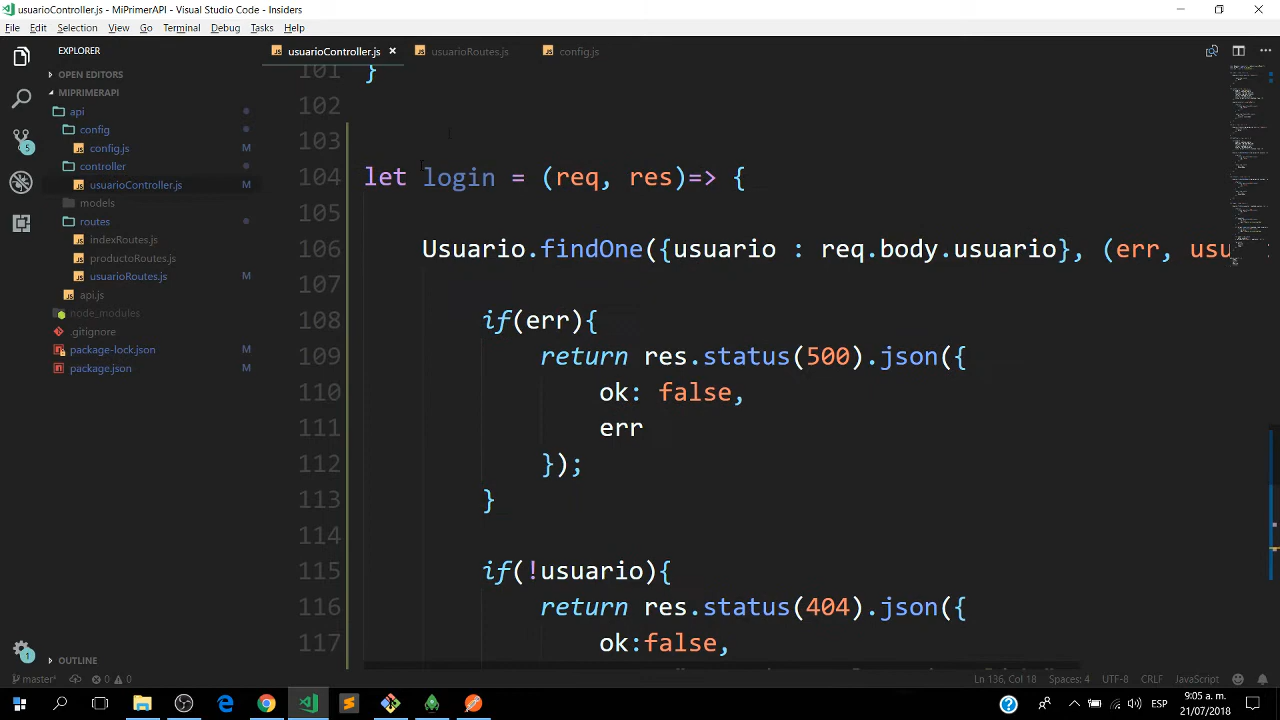 usuarioController.js - MiPrimerAPI - Visual Studio Code - Insiders
File Edit Selection View Go Terminal Debug Tasks Help
EXPLORER
usuarioController.js
usuarioRoutes.js
config.js
OPEN EDITORS
MIPRIMERAPI
api
config
config.js M
controller
usuarioController.js M
models
routes
indexRoutes.js
productoRoutes.js
usuarioRoutes.js M
api.js
node_modules
.gitignore
package-lock.json M
package.json M
OUTLINE
5
1
101 }
102
103
104 let login = (req, res)=> {
105
106 Usuario.findOne({usuario : req.body.usuario}, (err, usu
107
108 if(err){
109 return res.status(500).json({
110 ok: false,
111 err
112 });
113 }
114
115 if(!usuario){
116 return res.status(404).json({
117 ok:false,
master* 0 0 Ln 136, Col 18 Spaces: 4 UTF-8 CRLF JavaScript
ESP
9:05 a. m.
21/07/2018